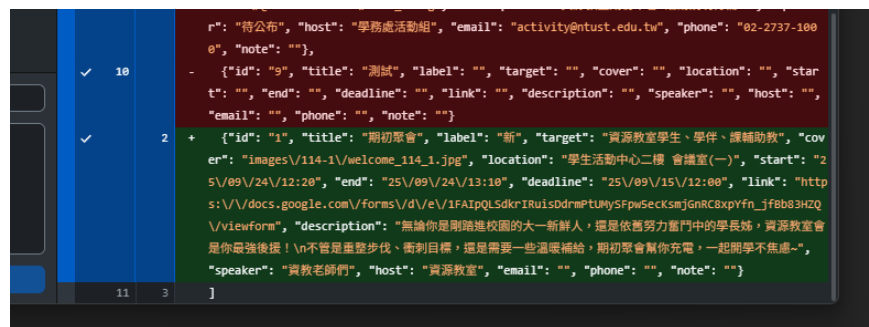 r": "待公布", "host": "學務處活動組", "email": "activity@ntust.edu.tw", "phone": "02-2737-100
0", "note": ""},
10 - {"id": "9", "title": "測試", "label": "", "target": "", "cover": "", "location": "", "star
t": "", "end": "", "deadline": "", "link": "", "description": "", "speaker": "", "host": "",
"email": "", "phone": "", "note": ""}
2 + {"id": "1", "title": "期初聚會", "label": "新", "target": "資源教室學生、學伴、課輔助教", "cov
er": "images\/114-1\/welcome_114_1.jpg", "location": "學生活動中心二樓 會議室(一)", "start": "2
5\/09\/24\/12:20", "end": "25\/09\/24\/13:10", "deadline": "25\/09\/15\/12:00", "link": "http
s:\/\/docs.google.com\/forms\/d\/e\/1FAIpQLSdkrIRuisDdrmPtUMySFpw5ecKsmjGnRC8xpYfn_jfBb83HZQ
\/viewform", "description": "無論你是剛踏進校園的大一新鮮人，還是依舊努力奮鬥中的學長姊，資源教室會
是你最強後援！\n不管是重整步伐、衝刺目標，還是需要一些溫暖補給，期初聚會幫你充電，一起開學不焦慮~",
"speaker": "資教老師們", "host": "資源教室", "email": "", "phone": "", "note": ""}
11 3 ]